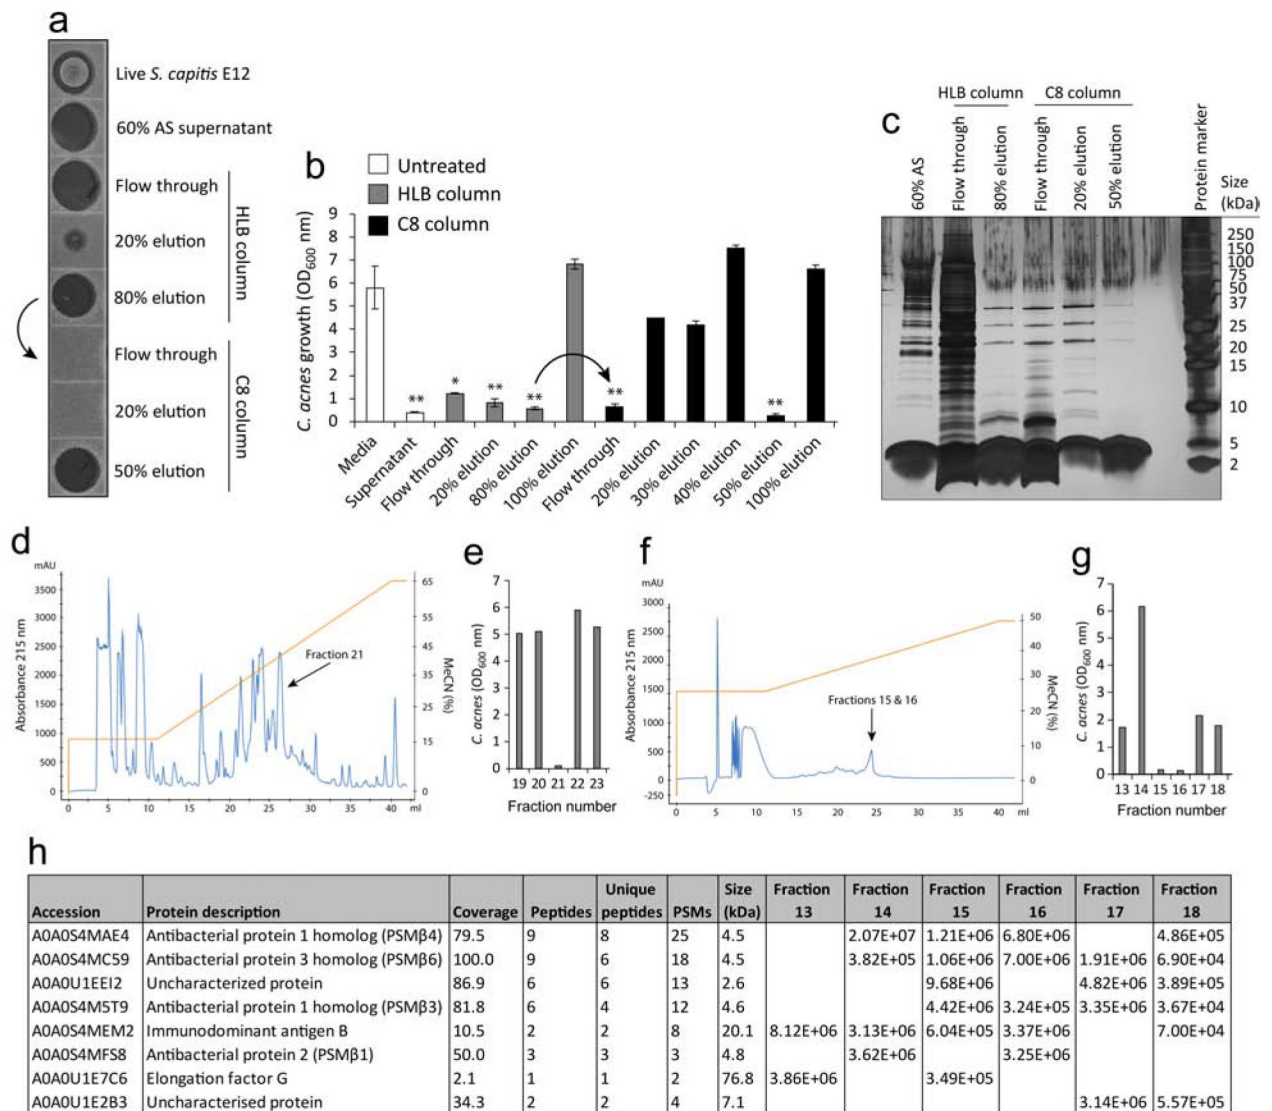 a
Live S. capitis E12
60% AS supernatant
Flow through
20% elution
80% elution
HLB column
Flow through
20% elution
50% elution
C8 column
b
Untreated
HLB column
C8 column
C. acnes growth (OD600 nm)
9
8
7
6
5
4
3
2
1
0
** * ** ** ** **
Media
Supernatant
Flow through
20% elution
80% elution
100% elution
Flow through
20% elution
30% elution
40% elution
50% elution
100% elution
c
HLB column C8 column
60% AS
Flow through
80% elution
Flow through
20% elution
50% elution
Protein marker
Size
(kDa)
250
150
100
75
50
37
25
20
15
10
5
2
d
mAU
Absorbance 215 nm
3500
3000
2500
2000
1500
1000
500
0
Fraction 21
65
55
45
35
25
15
0
MeCN (%)
0 5 10 15 20 25 30 35 40 ml
e
C. acnes (OD600 nm)
7
6
5
4
3
2
1
0
19 20 21 22 23
Fraction number
f
mAU
Absorbance 215 nm
3000
2500
2000
1500
1000
500
0
-250
Fractions 15 & 16
50
40
30
20
10
0
MeCN (%)
0 5 10 15 20 25 30 35 40 ml
g
C. acnes (OD600 nm)
7
6
5
4
3
2
1
0
13 14 15 16 17 18
Fraction number
h
Accession Protein description Coverage Peptides Unique peptides PSMs Size (kDa) Fraction 13 Fraction 14 Fraction 15 Fraction 16 Fraction 17 Fraction 18
A0A0S4MAE4 Antibacterial protein 1 homolog (PSMβ4) 79.5 9 8 25 4.5 2.07E+07 1.21E+06 6.80E+06 4.86E+05
A0A0S4MC59 Antibacterial protein 3 homolog (PSMβ6) 100.0 9 6 18 4.5 3.82E+05 1.06E+06 7.00E+06 1.91E+06 6.90E+04
A0A0U1EEI2 Uncharacterized protein 86.9 6 6 13 2.6 9.68E+06 4.82E+06 3.89E+05
A0A0S4M5T9 Antibacterial protein 1 homolog (PSMβ3) 81.8 6 4 12 4.6 4.42E+06 3.24E+05 3.35E+06 3.67E+04
A0A0S4MEM2 Immunodominant antigen B 10.5 2 2 8 20.1 8.12E+06 3.13E+06 6.04E+05 3.37E+06 7.00E+04
A0A0S4MFS8 Antibacterial protein 2 (PSMβ1) 50.0 3 3 3 4.8 3.62E+06 3.25E+06
A0A0U1E7C6 Elongation factor G 2.1 1 1 2 76.8 3.86E+06 3.49E+05
A0A0U1E2B3 Uncharacterised protein 34.3 2 2 4 7.1 3.14E+06 5.57E+05